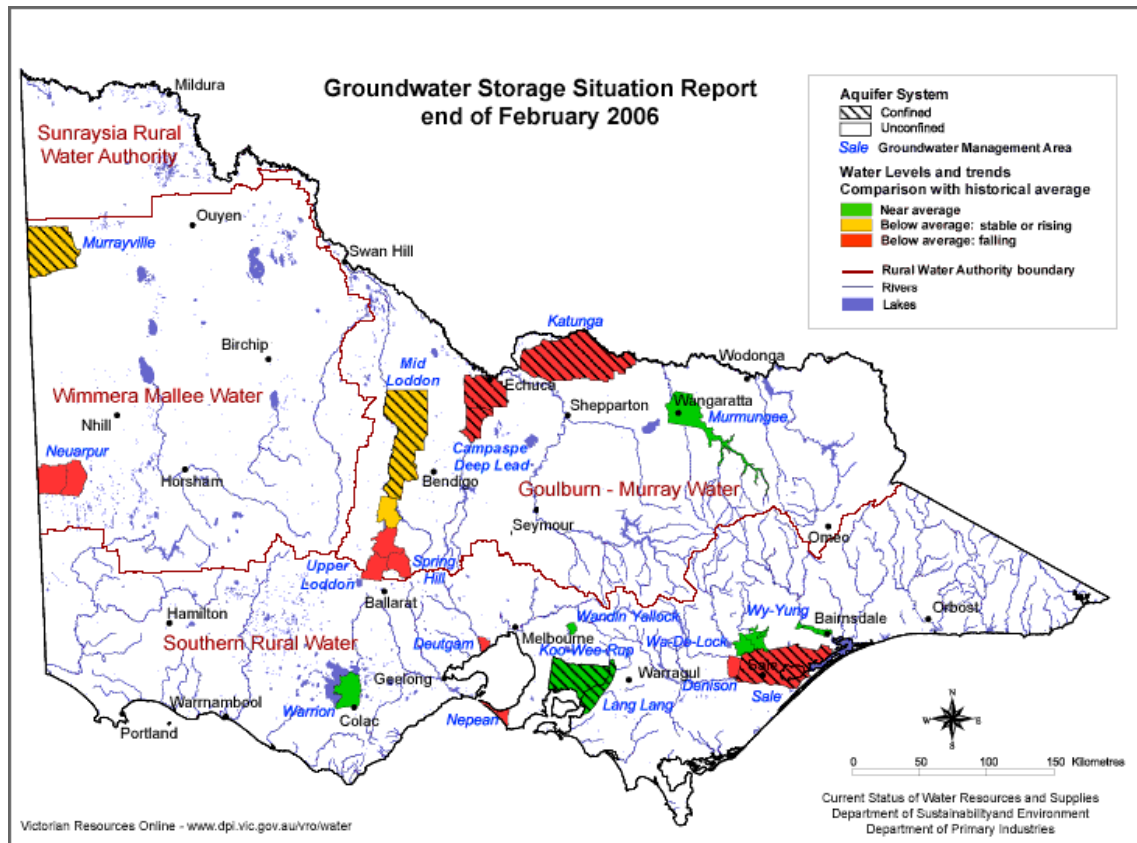 Groundwater Storage Situation Report
end of February 2006
Aquifer System
Confined
Unconfined
Sale Groundwater Management Area
Water Levels and trends
Comparison with historical average
Near average
Below average: stable or rising
Below average: falling
Rural Water Authority boundary
Rivers
Lakes
Mildura
Sunraysia Rural
Water Authority
Ouyen
Murrayville
Swan Hill
Katunga
Birchip
Mid
Loddon
Wodonga
Echuca
Wimmera Mallee Water
Shepparton
Wangaratta
Murmungee
Nhill
Neuarpur
Campaspe
Deep Lead
Horsham
Bendigo
Goulburn - Murray Water
Seymour
Omeo
Upper
Loddon
Spring
Hill
Ballarat
Hamilton
Wandin Yallock
Wy-Yung
Bairnsdale
Orbost
Southern Rural Water
Deutgam
Melbourne
Koo-Wee-Rup
Wa-De-Lock
Sale
Geelong
Warragul
Denison
Sale
Warrion
Colac
Nepean
Lang Lang
Warrnambool
Portland
N
W
E
S
0 50 100 150 Kilometres
Current Status of Water Resources and Supplies
Department of Sustainabilityand Environment
Department of Primary Industries
Victorian Resources Online - www.dpi.vic.gov.au/vro/water